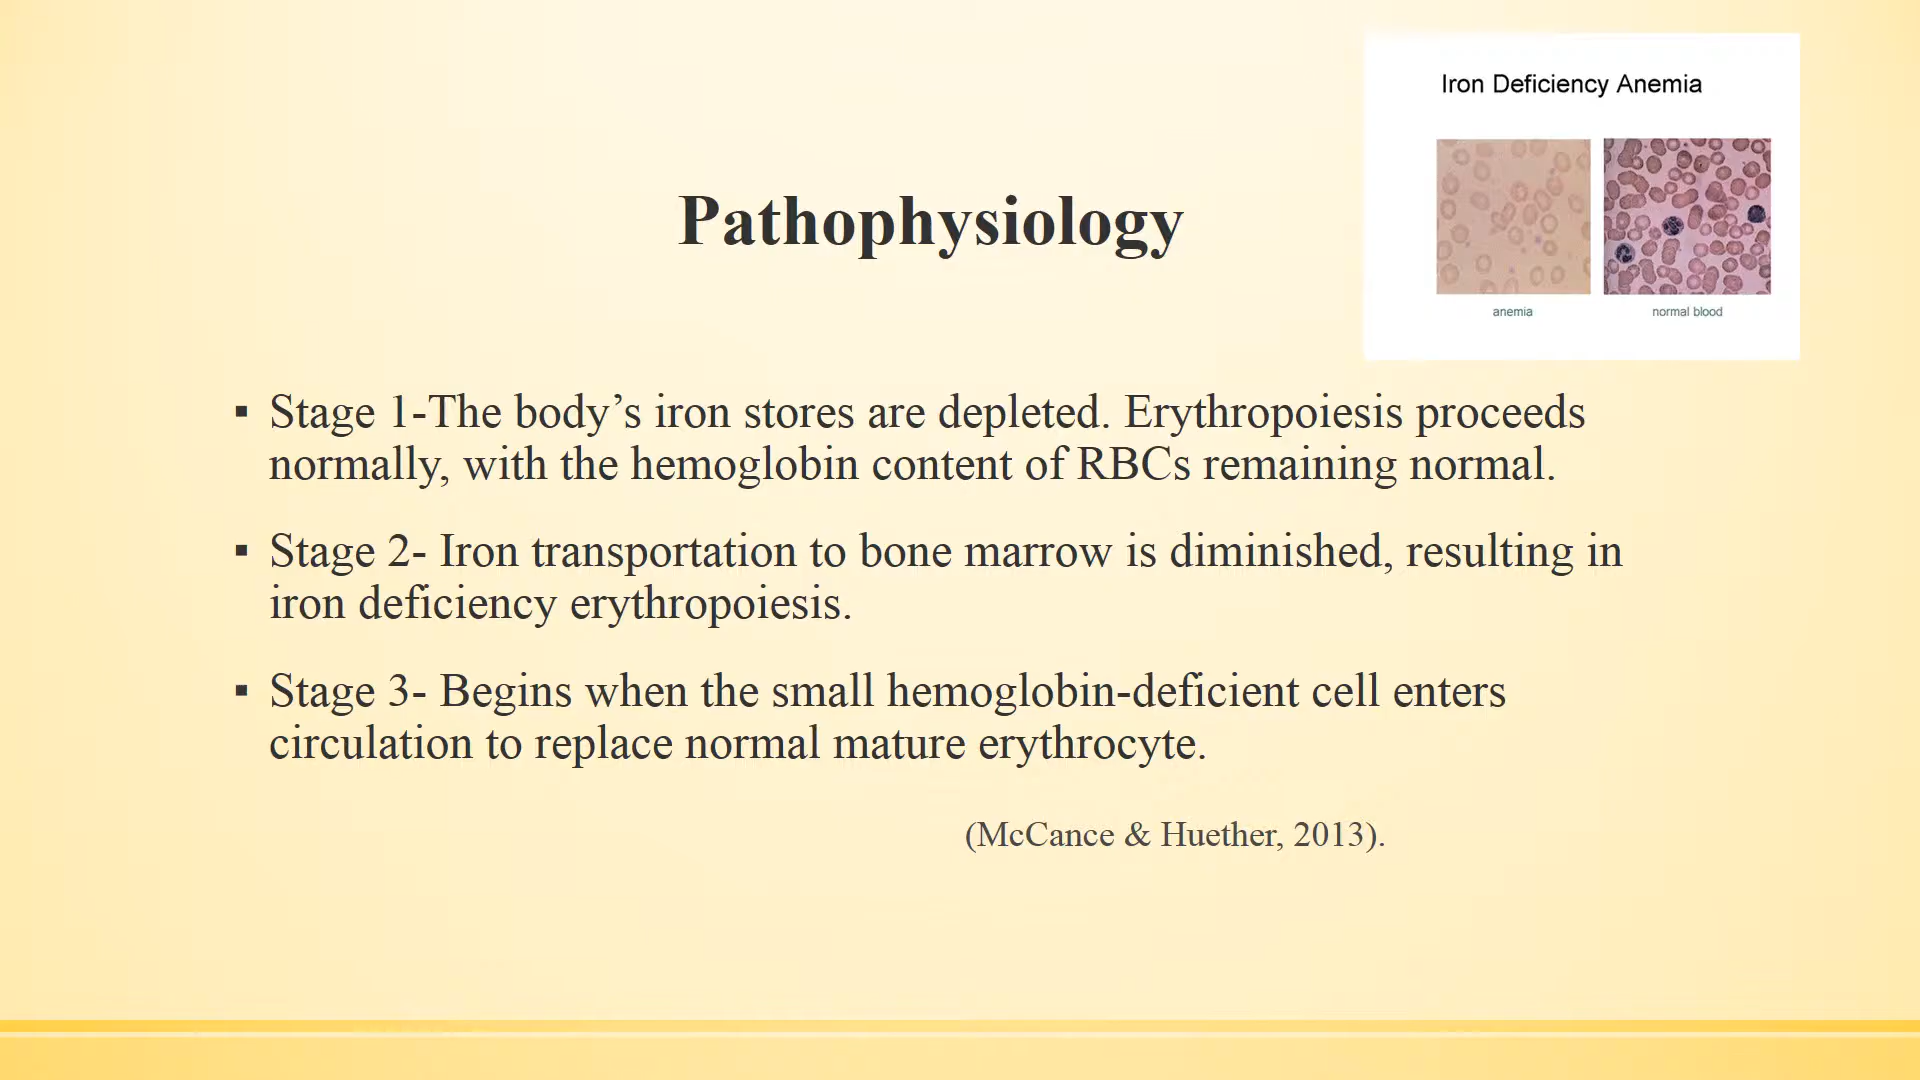 Iron Deficiency Anemia
anemia
normal blood
Pathophysiology
▪ Stage 1-The body’s iron stores are depleted. Erythropoiesis proceeds
normally, with the hemoglobin content of RBCs remaining normal.
▪ Stage 2- Iron transportation to bone marrow is diminished, resulting in
iron deficiency erythropoiesis.
▪ Stage 3- Begins when the small hemoglobin-deficient cell enters
circulation to replace normal mature erythrocyte.
(McCance & Huether, 2013).